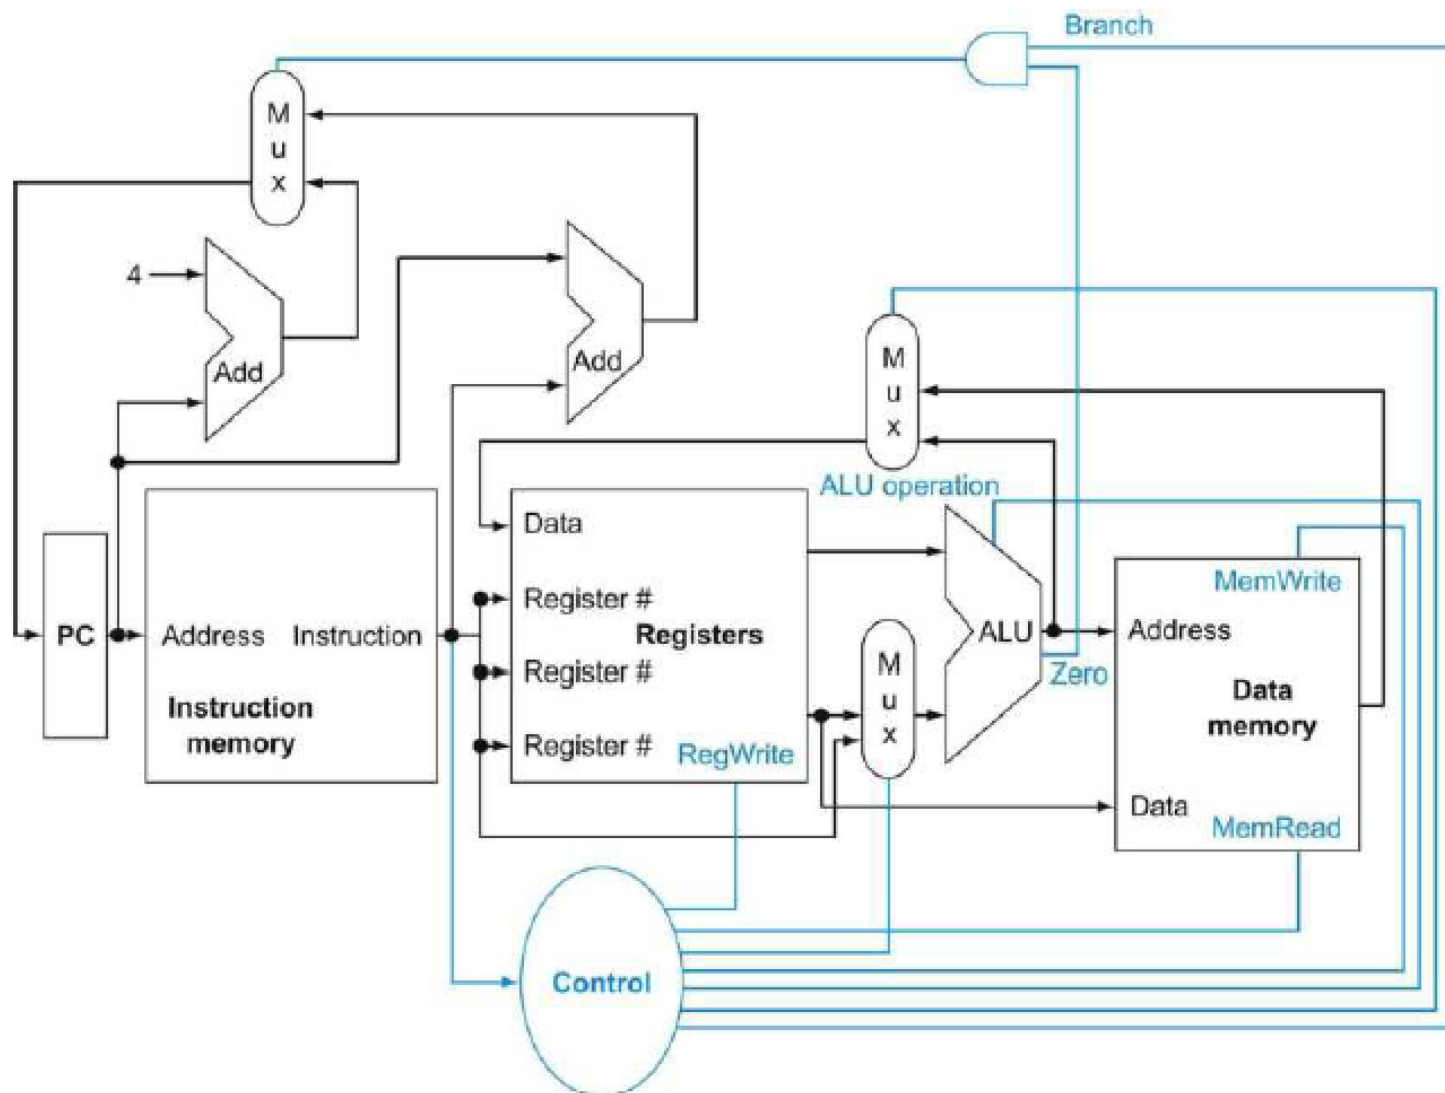 Branch
M
u
x
4
Add
Add
M
u
x
ALU operation
Data
Register #
Registers
Register #
Register #
RegWrite
PC
Address Instruction
Instruction
memory
M
u
x
ALU
Zero
MemWrite
Address
Data
memory
Data
MemRead
Control